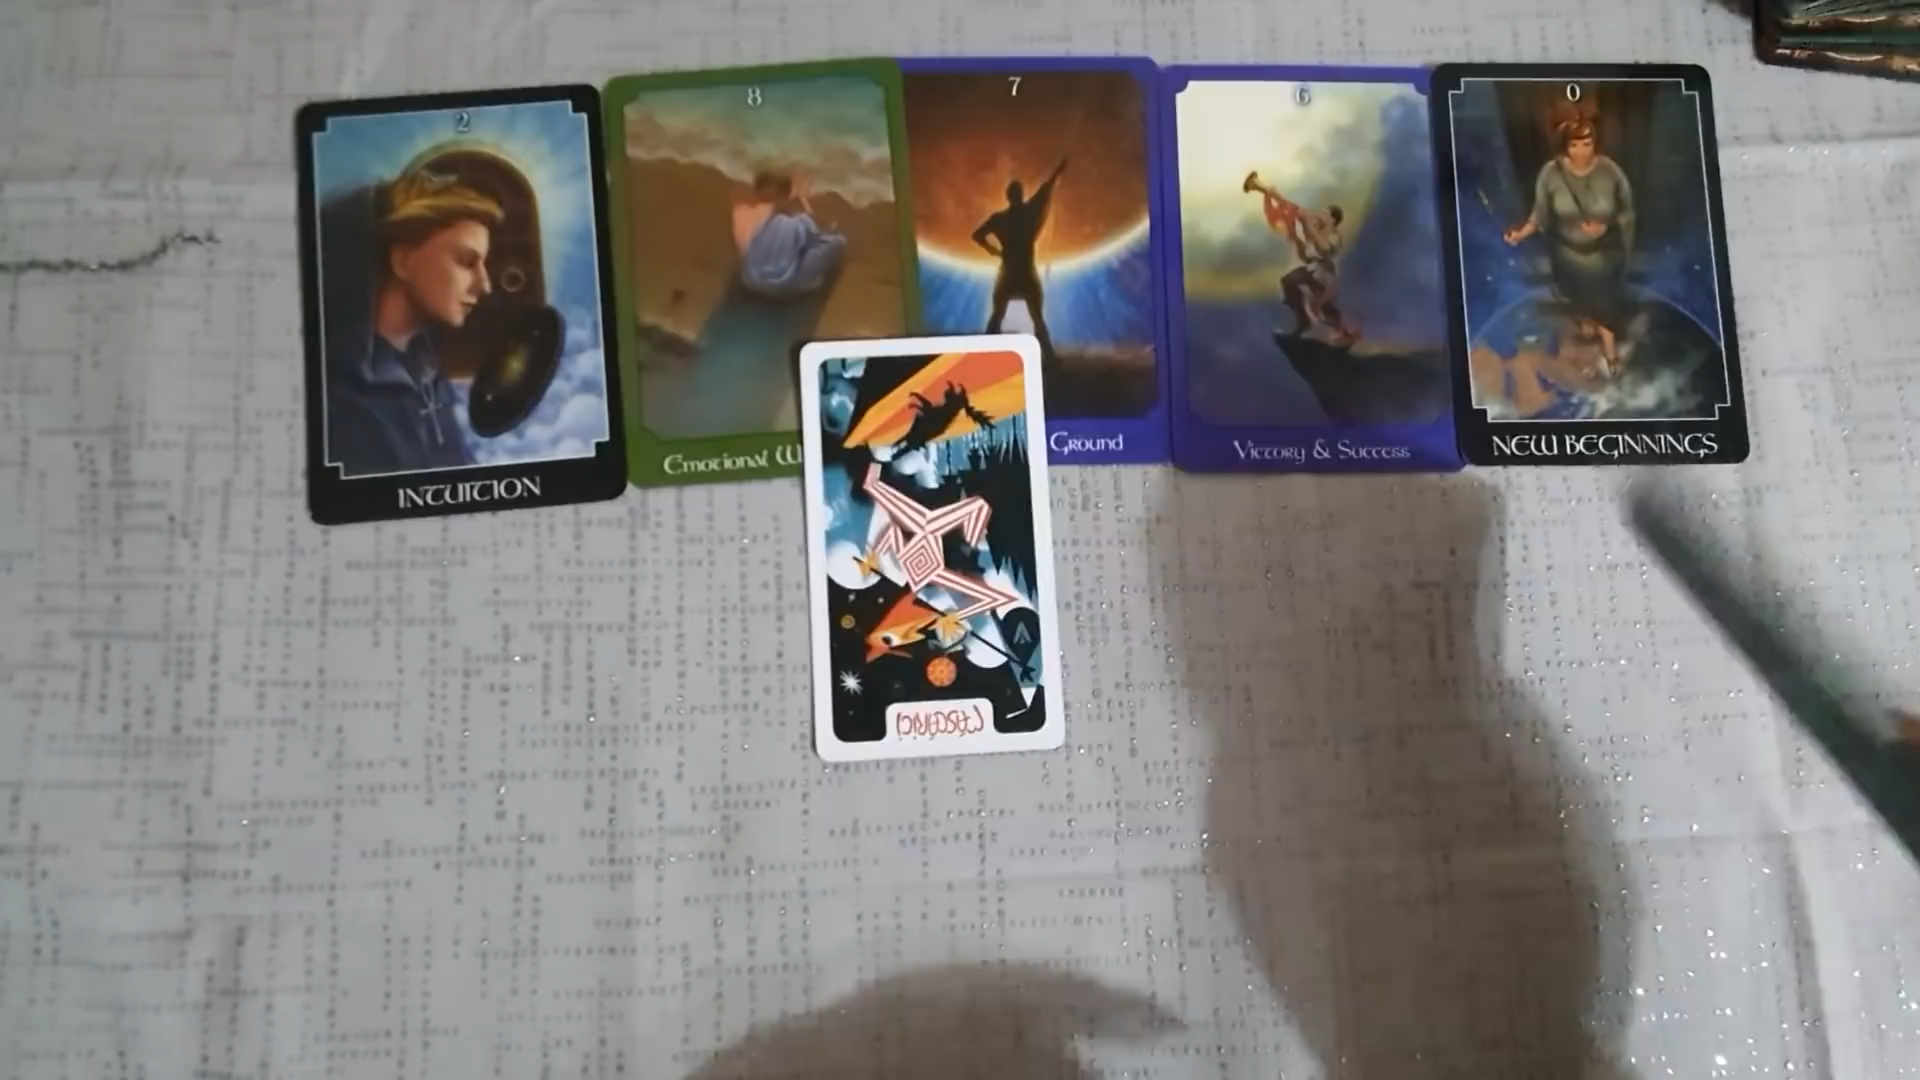 2
INTUITION
8
Emotional
7
Ground
6
Victory & Success
0
NEW BEGINNINGS